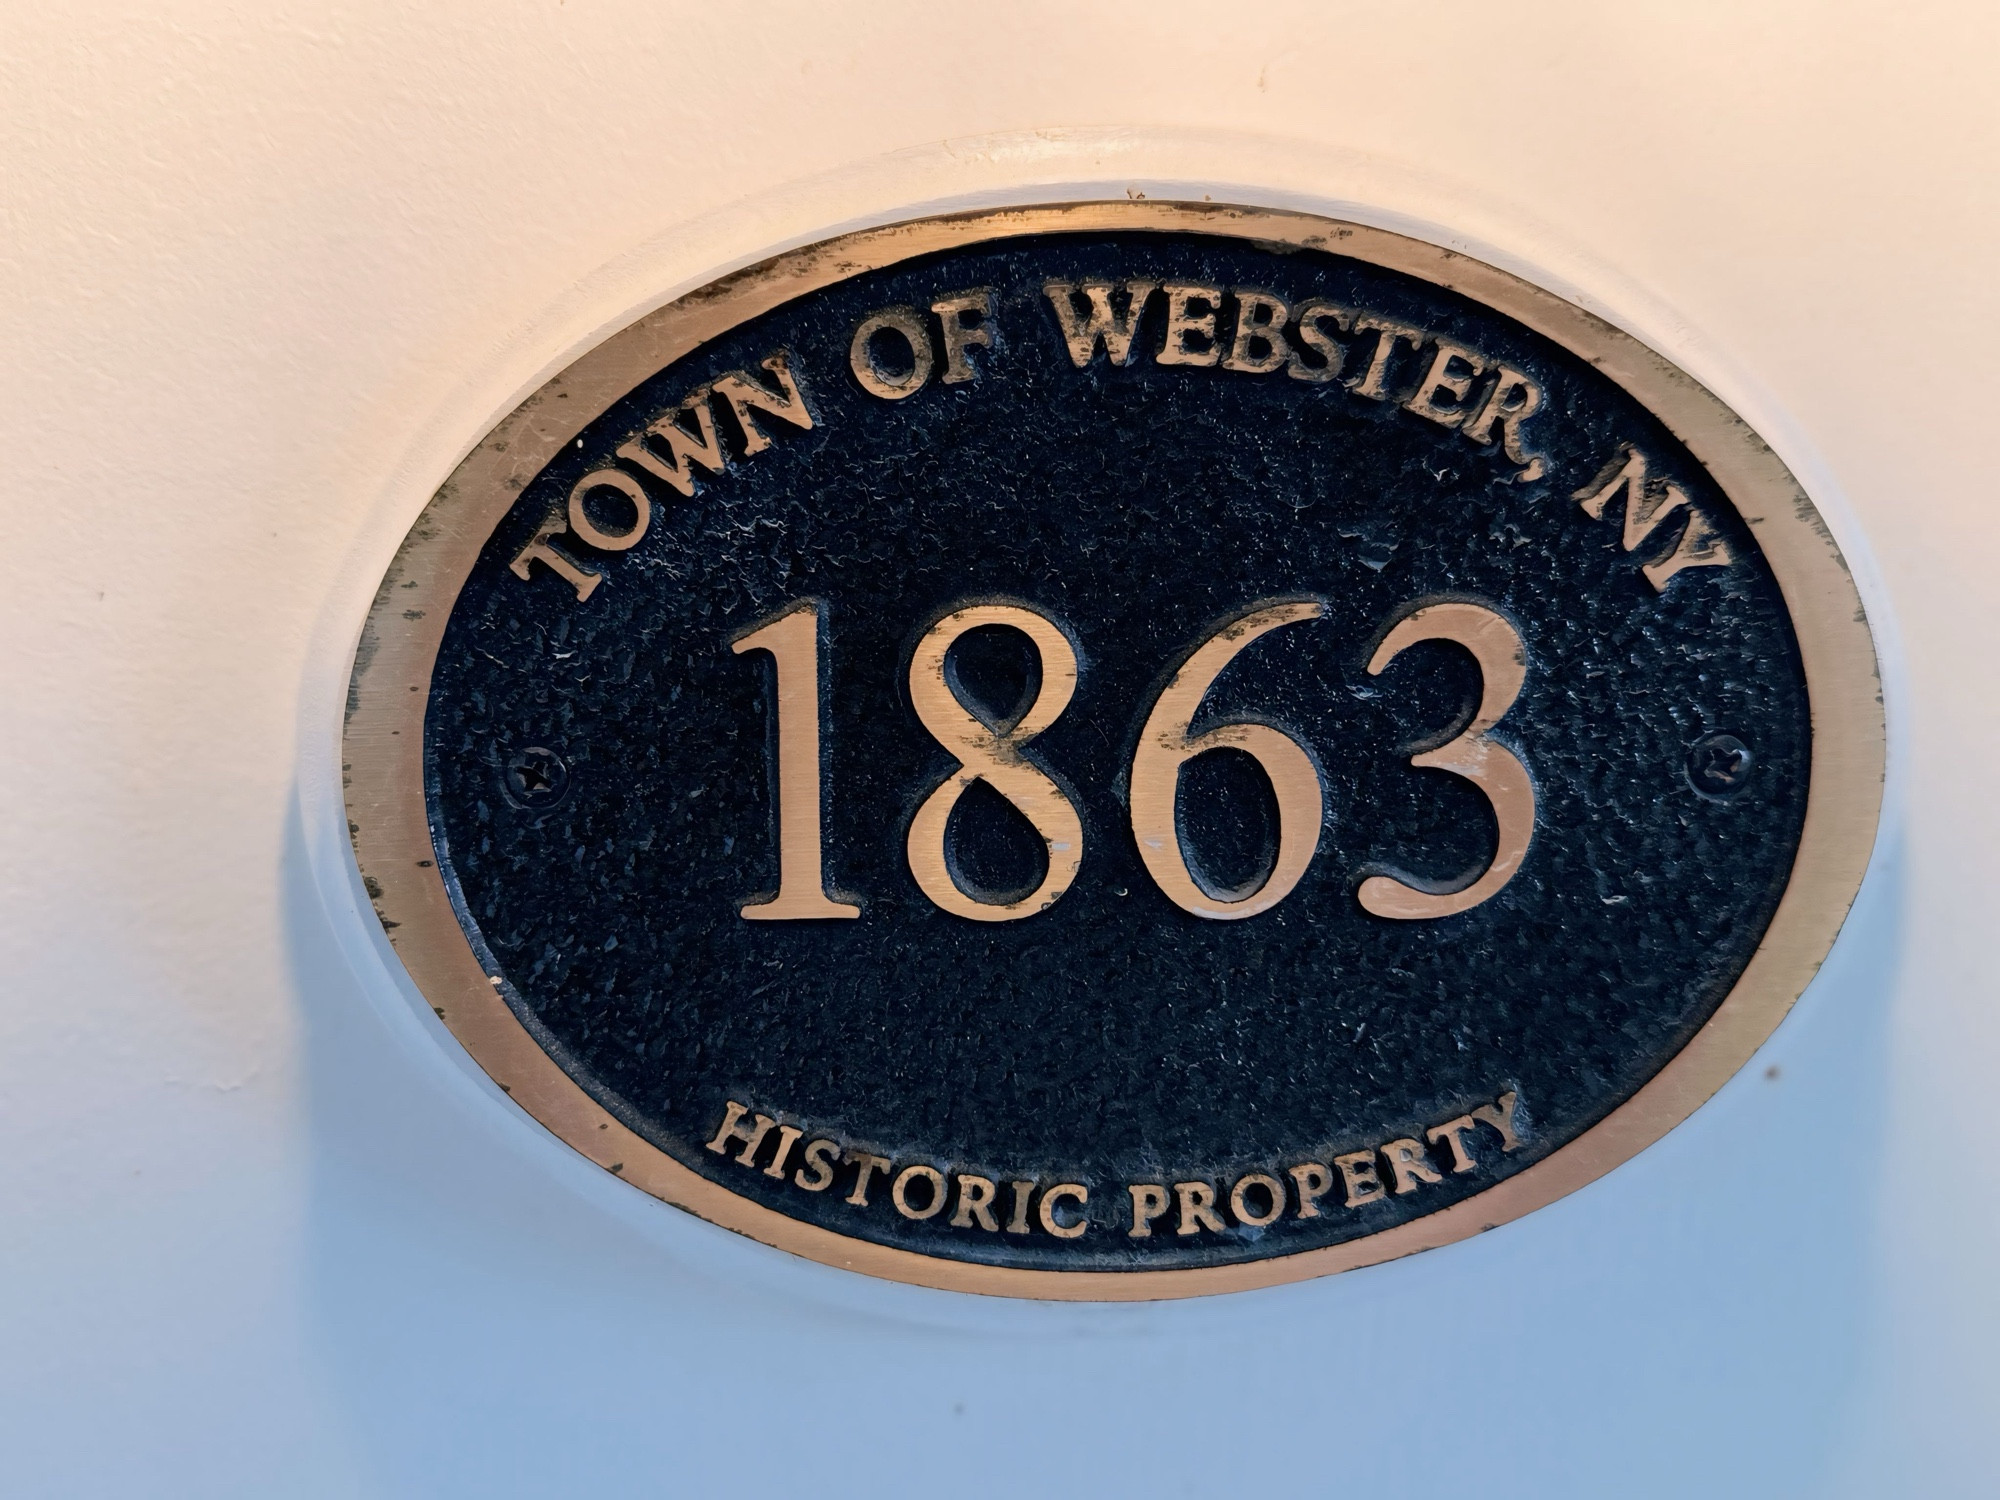 TOWN OF WEBSTER, NY
1863
HISTORIC PROPERTY